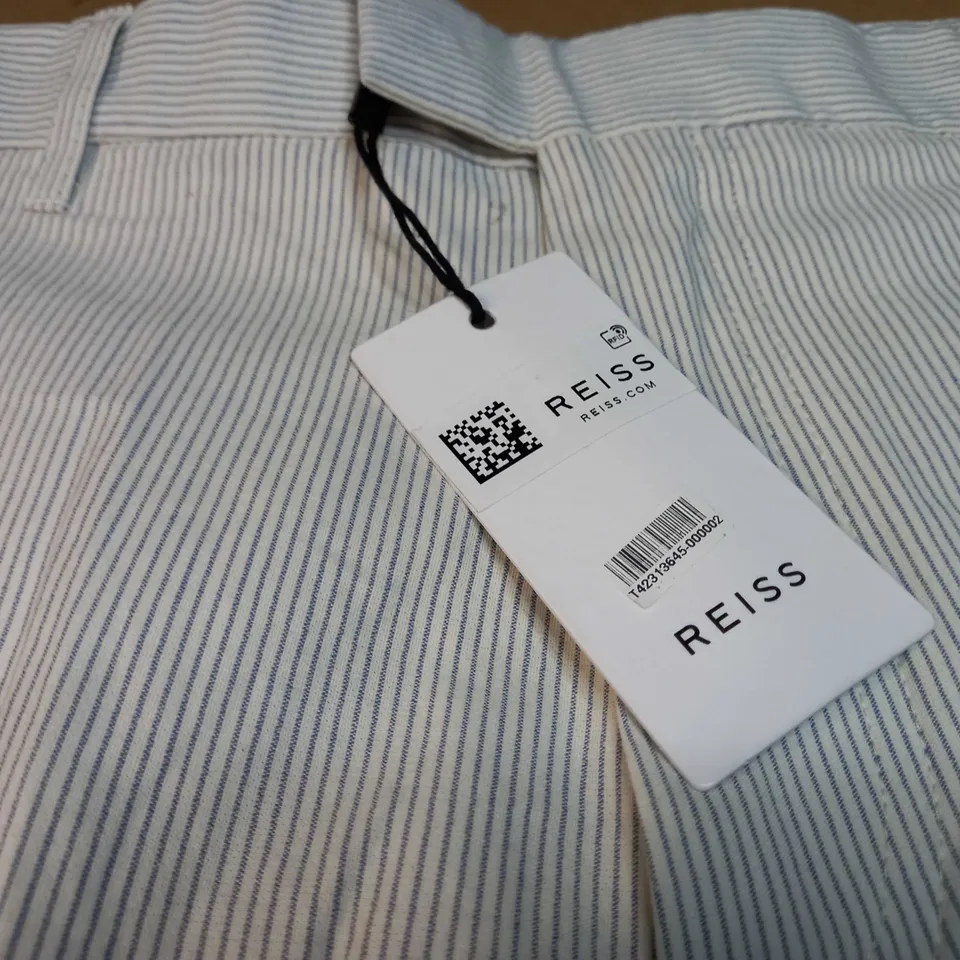 RFID
REISS
REISS.COM
T42313645-000002
REISS